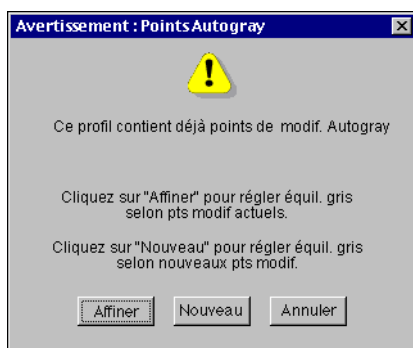 Avertissement : Points Autogray
Ce profil contient déjà points de modif. Autogray
Cliquez sur "Affiner" pour régler équil. gris
selon pts modif actuels.
Cliquez sur "Nouveau" pour régler équil. gris
selon nouveaux pts modif.
Affiner Nouveau Annuler